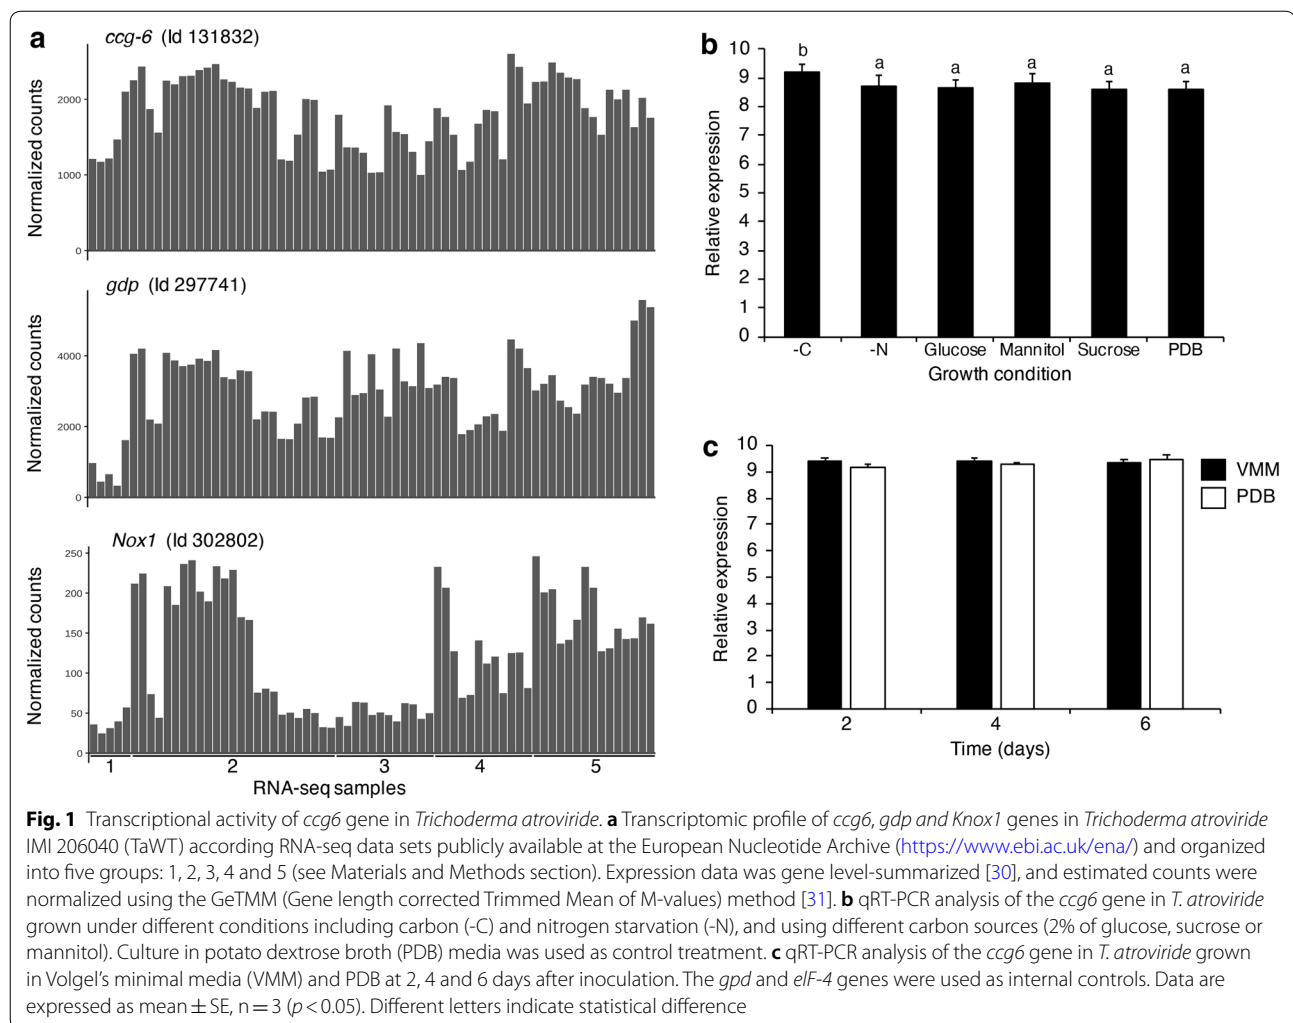 a
ccg-6 (Id 131832)
Normalized counts
2000
1000
0
gdp (Id 297741)
Normalized counts
4000
2000
0
Nox1 (Id 302802)
Normalized counts
250
200
150
100
50
0
1 2 3 4 5
RNA-seq samples
b
Relative expression
10
9
8
7
6
5
4
3
2
1
0
b a a a a a
-C -N Glucose Mannitol Sucrose PDB
Growth condition
c
Relative expression
10
9
8
7
6
5
4
3
2
1
0
2 4 6
Time (days)
VMM
PDB
Fig. 1 Transcriptional activity of ccg6 gene in Trichoderma atroviride. a Transcriptomic profile of ccg6, gdp and Knox1 genes in Trichoderma atroviride
IMI 206040 (TaWT) according RNA-seq data sets publicly available at the European Nucleotide Archive (https://www.ebi.ac.uk/ena/) and organized
into five groups: 1, 2, 3, 4 and 5 (see Materials and Methods section). Expression data was gene level-summarized [30], and estimated counts were
normalized using the GeTMM (Gene length corrected Trimmed Mean of M-values) method [31]. b qRT-PCR analysis of the ccg6 gene in T. atroviride
grown under different conditions including carbon (-C) and nitrogen starvation (-N), and using different carbon sources (2% of glucose, sucrose or
mannitol). Culture in potato dextrose broth (PDB) media was used as control treatment. c qRT-PCR analysis of the ccg6 gene in T. atroviride grown
in Volgel's minimal media (VMM) and PDB at 2, 4 and 6 days after inoculation. The gpd and elF-4 genes were used as internal controls. Data are
expressed as mean ± SE, n = 3 (p < 0.05). Different letters indicate statistical difference